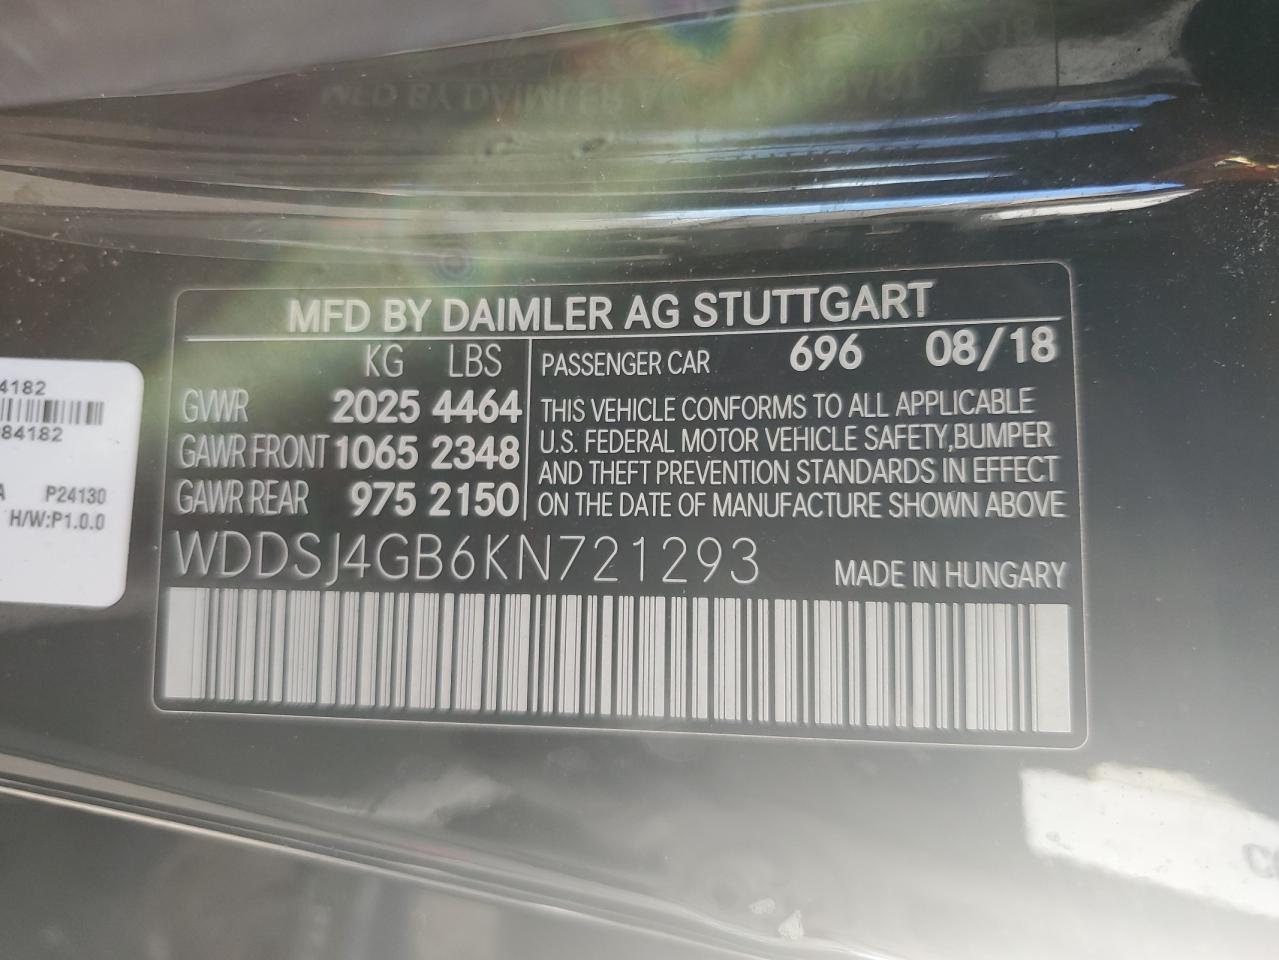 MFD BY DAIMLER AG STUTTGART
KG LBS
GVWR 2025 4464
GAWR FRONT 1065 2348
GAWR REAR 975 2150
PASSENGER CAR 696 08/18
THIS VEHICLE CONFORMS TO ALL APPLICABLE
U.S. FEDERAL MOTOR VEHICLE SAFETY,BUMPER
AND THEFT PREVENTION STANDARDS IN EFFECT
ON THE DATE OF MANUFACTURE SHOWN ABOVE
WDDSJ4GB6KN721293 MADE IN HUNGARY
4182
84182
A P24130
H/W:P1.0.0